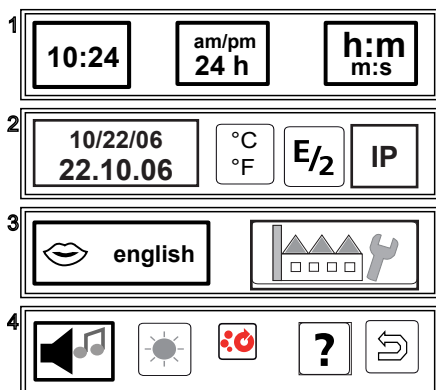 1
10:24
am/pm
24 h
h:m
m:s
2
10/22/06
22.10.06
°C
°F
E/2
IP
3
english
4
?